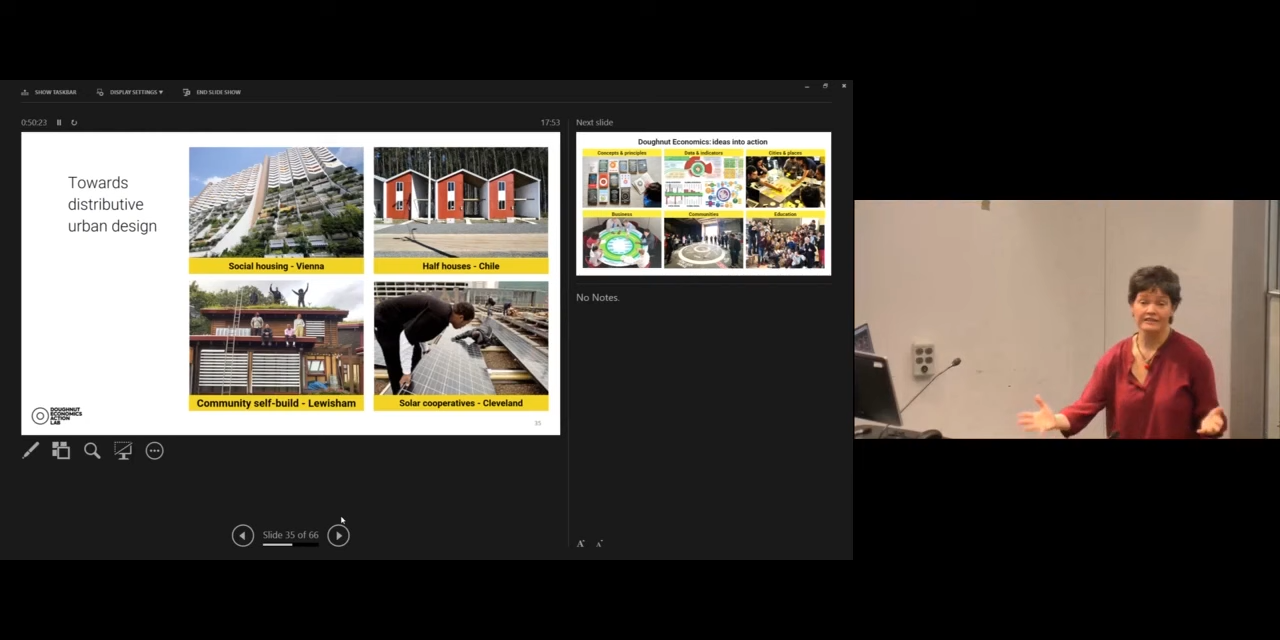 SHOW TASKBAR
DISPLAY SETTINGS ▾
END SLIDE SHOW
0:50:23
17:53
Towards
distributive
urban design
Social housing - Vienna
Half houses - Chile
Community self-build - Lewisham
Solar cooperatives - Cleveland
DOUGHNUT
ECONOMICS
ACTION
LAB
35
Next slide
Doughnut Economics: ideas into action
Concepts & principles
Data & indicators
Cities & places
Business
Communities
Education
No Notes.
Slide 35 of 66
A
A